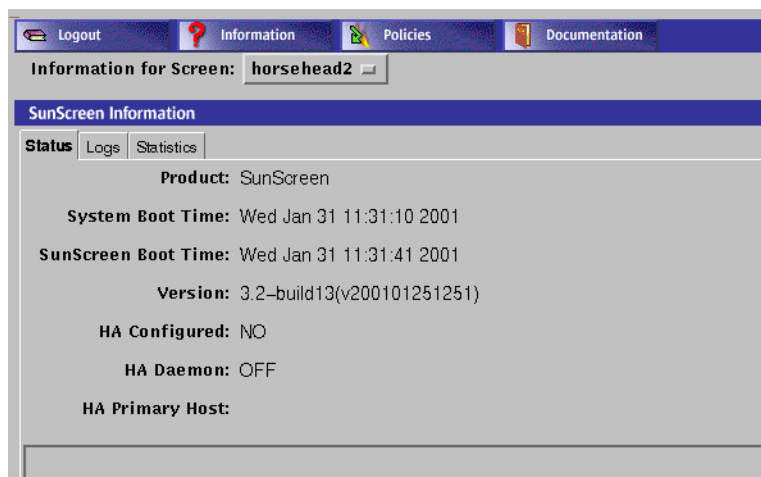 Logout Information Policies Documentation
Information for Screen: horsehead2
SunScreen Information
Status Logs Statistics
Product: SunScreen
System Boot Time: Wed Jan 31 11:31:10 2001
SunScreen Boot Time: Wed Jan 31 11:31:41 2001
Version: 3.2-build13(v200101251251)
HA Configured: NO
HA Daemon: OFF
HA Primary Host: